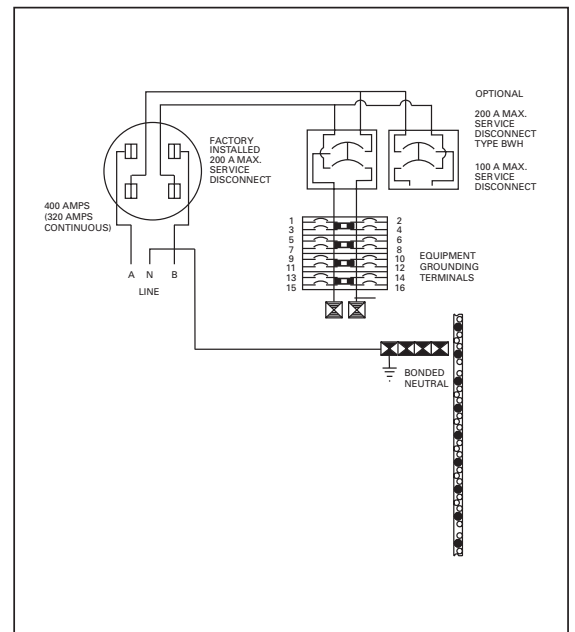 OPTIONAL
200 A MAX.
SERVICE
DISCONNECT
TYPE BWH
100 A MAX.
SERVICE
DISCONNECT
FACTORY
INSTALLED
200 A MAX.
SERVICE
DISCONNECT
400 AMPS
(320 AMPS
CONTINUOUS)
A N B
LINE
1 2
3 4
5 6
7 8
9 10
11 12
13 14
15 16
EQUIPMENT
GROUNDING
TERMINALS
BONDED
NEUTRAL